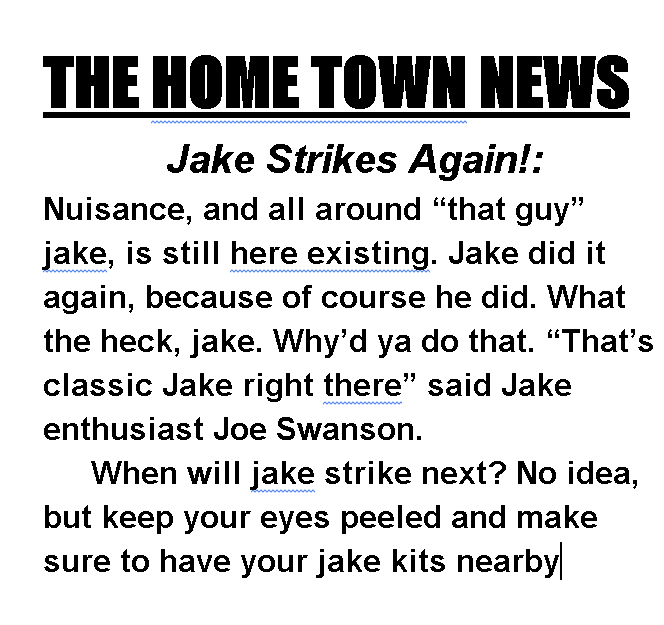 THE HOME TOWN NEWS
Jake Strikes Again!:
Nuisance, and all around “that guy”
jake, is still here existing. Jake did it
again, because of course he did. What
the heck, jake. Why’d ya do that. “That’s
classic Jake right there” said Jake
enthusiast Joe Swanson.
When will jake strike next? No idea,
but keep your eyes peeled and make
sure to have your jake kits nearby